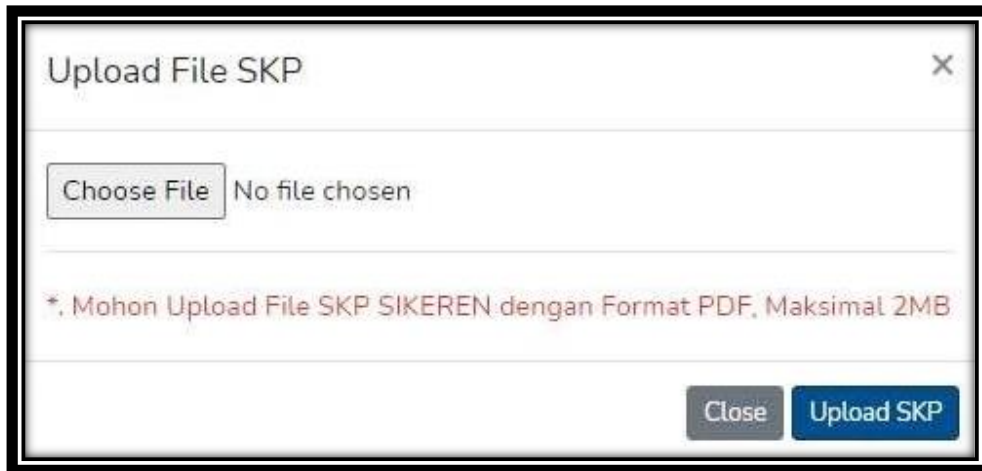 Upload File SKP ×
Choose File No file chosen
*. Mohon Upload File SKP SIKEREN dengan Format PDF, Maksimal 2MB
Close Upload SKP